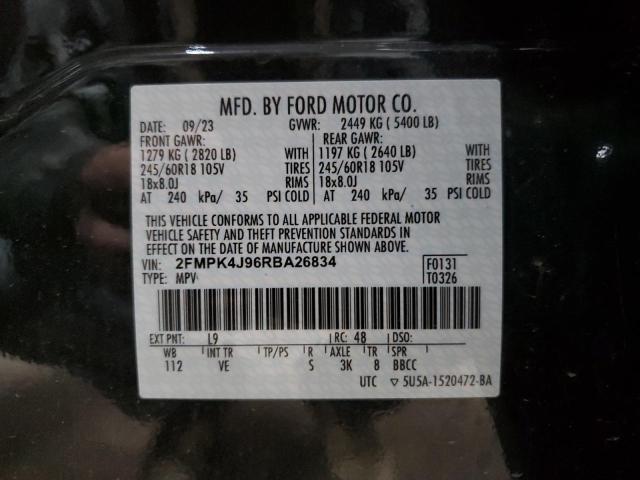 MFD. BY FORD MOTOR CO.
DATE: 09/23 GVWR: 2449 KG ( 5400 LB)
FRONT GAWR: REAR GAWR:
1279 KG ( 2820 LB) WITH 1197 KG ( 2640 LB) WITH
245/60R18 105V TIRES 245/60R18 105V TIRES
18x8.0J RIMS 18x8.0J RIMS
AT 240 kPa/ 35 PSI COLD AT 240 kPa/ 35 PSI COLD
THIS VEHICLE CONFORMS TO ALL APPLICABLE FEDERAL MOTOR
VEHICLE SAFETY AND THEFT PREVENTION STANDARDS IN
EFFECT ON THE DATE OF MANUFACTURE SHOWN ABOVE.
VIN: 2FMPK4J96RBA26834 F0131
TYPE: MPV T0326
EXT PNT: L9 RC: 48 DSO:
WB INT TR TP/PS R AXLE TR SPR
112 VE S 3K 8 BBCC
UTC ▽ 5U5A-1520472-BA